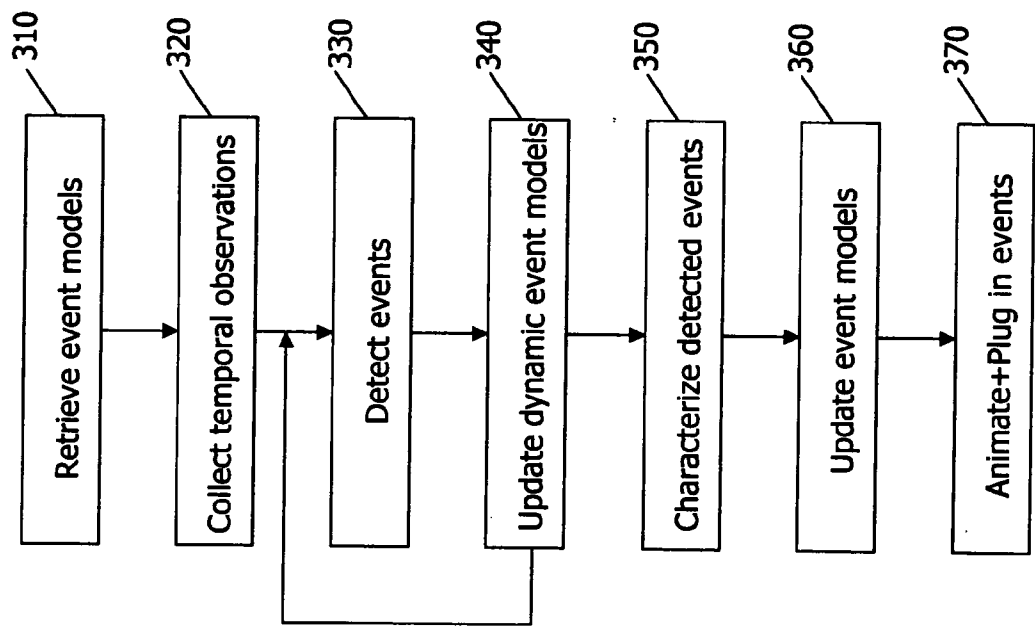 310
Retrieve event models
320
Collect temporal observations
330
Detect events
340
Update dynamic event models
350
Characterize detected events
360
Update event models
370
Animate+Plug in events